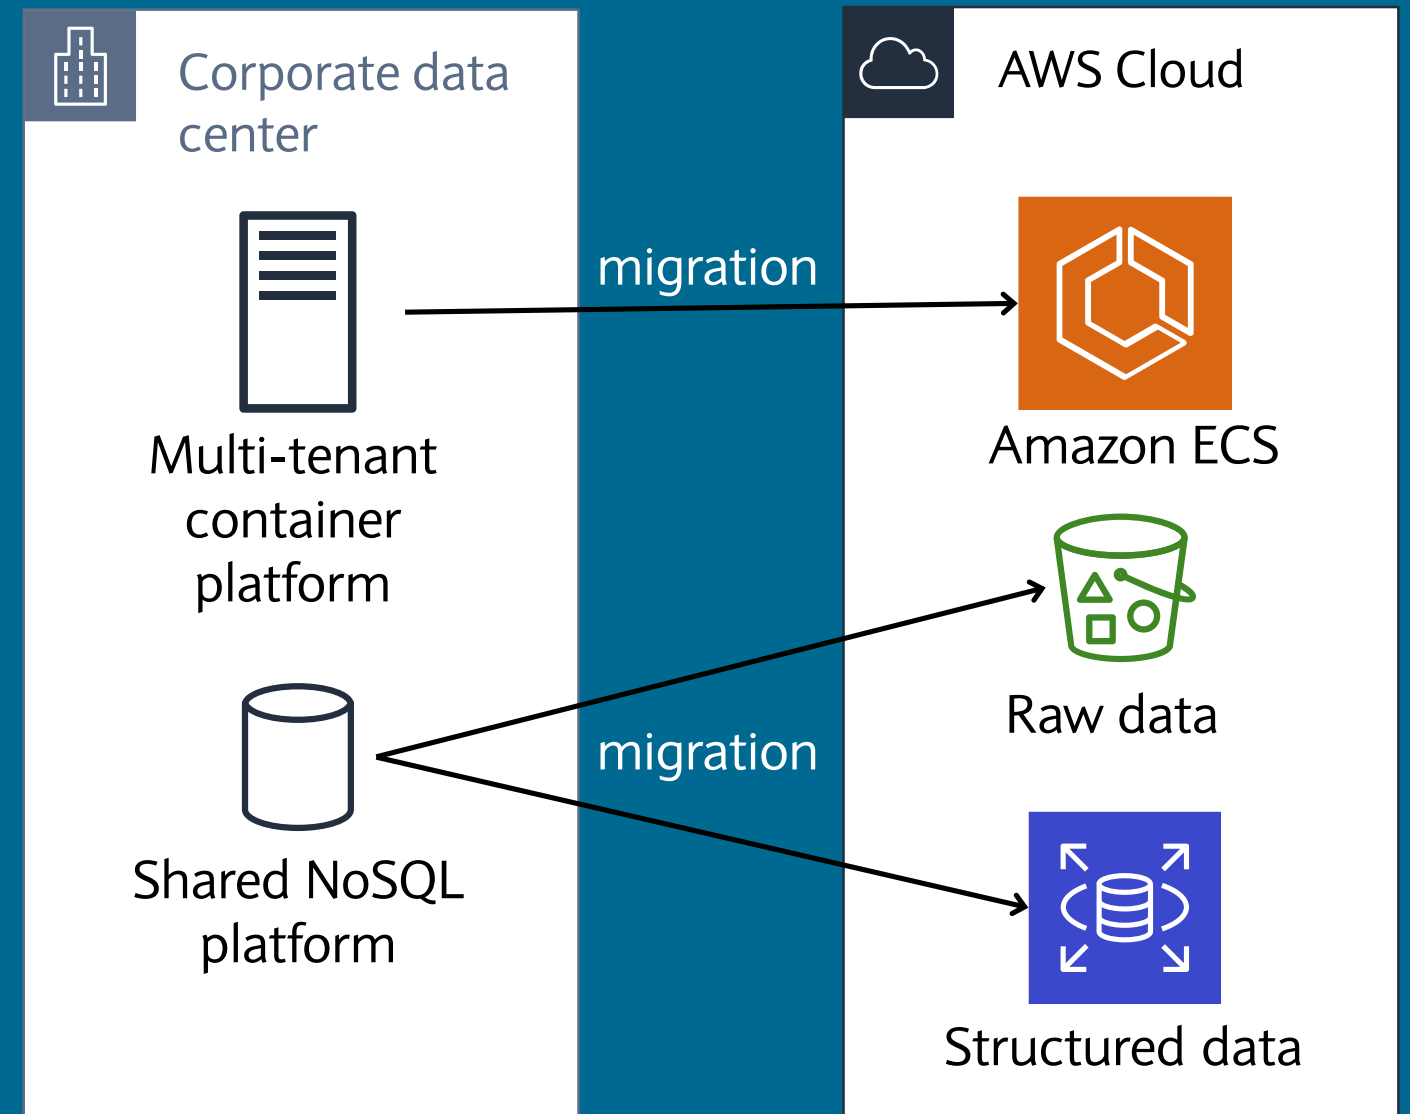 Corporate data
center
AWS Cloud
Multi-tenant
container
platform
migration
Amazon ECS
Raw data
migration
Shared NoSQL
platform
Structured data